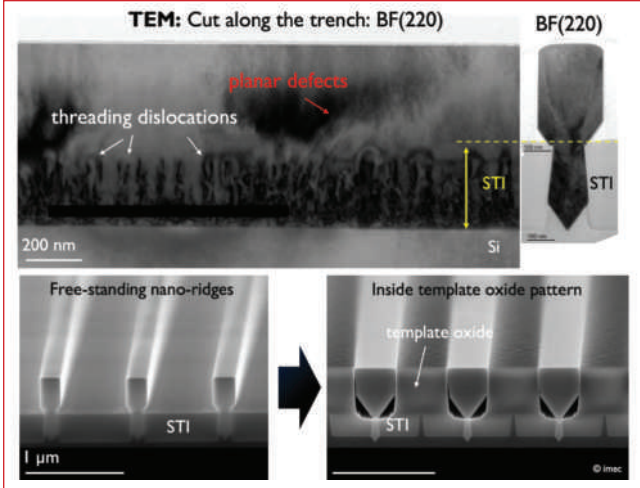 TEM: Cut along the trench: BF(220)
BF(220)
planar defects
threading dislocations
STI
STI
200 nm
Si
Free-standing nano-ridges
Inside template oxide pattern
template oxide
STI
STI
1 µm
© imec